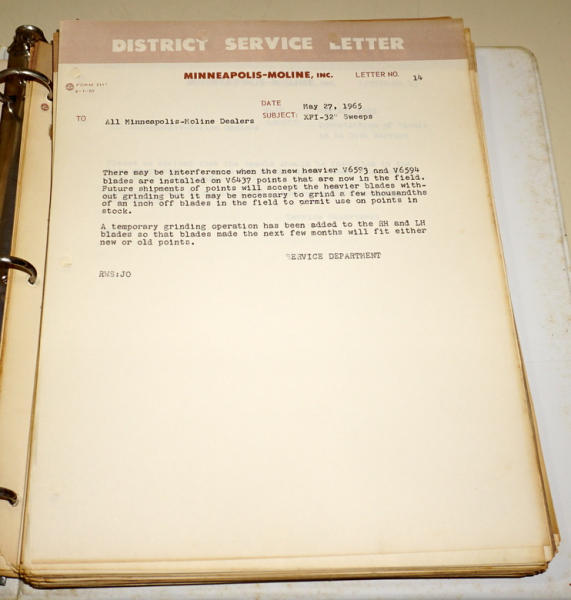 DISTRICT SERVICE LETTER
MINNEAPOLIS-MOLINE, INC. LETTER NO. 14
DATE May 27, 1965
TO All Minneapolis-Moline Dealers SUBJECT: XPI-32" Sweeps
There may be interference when the new heavier V6593 and V6594
blades are installed on V6437 points that are now in the field.
Future shipments of points will accept the heavier blades with-
out grinding but it may be necessary to grind a few thousandths
of an inch off blades in the field to permit use on points in
stock.
A temporary grinding operation has been added to the RH and LH
blades so that blades made the next few months will fit either
new or old points.
SERVICE DEPARTMENT
RWS:JO